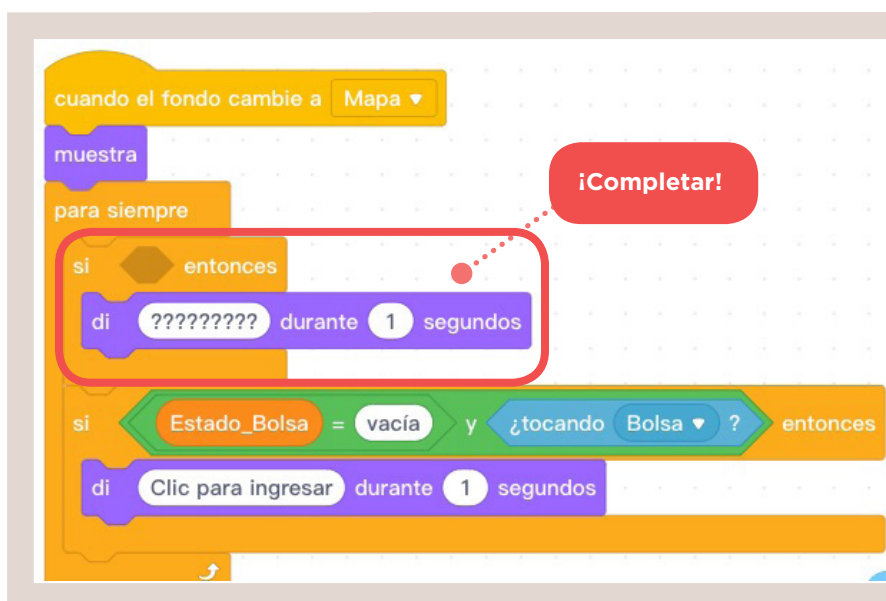 cuando el fondo cambie a Mapa
muestra
¡Completar!
para siempre
si entonces
di ????????? durante 1 segundos
si Estado_Bolsa = vacía y ¿tocando Bolsa ? entonces
di Clic para ingresar durante 1 segundos